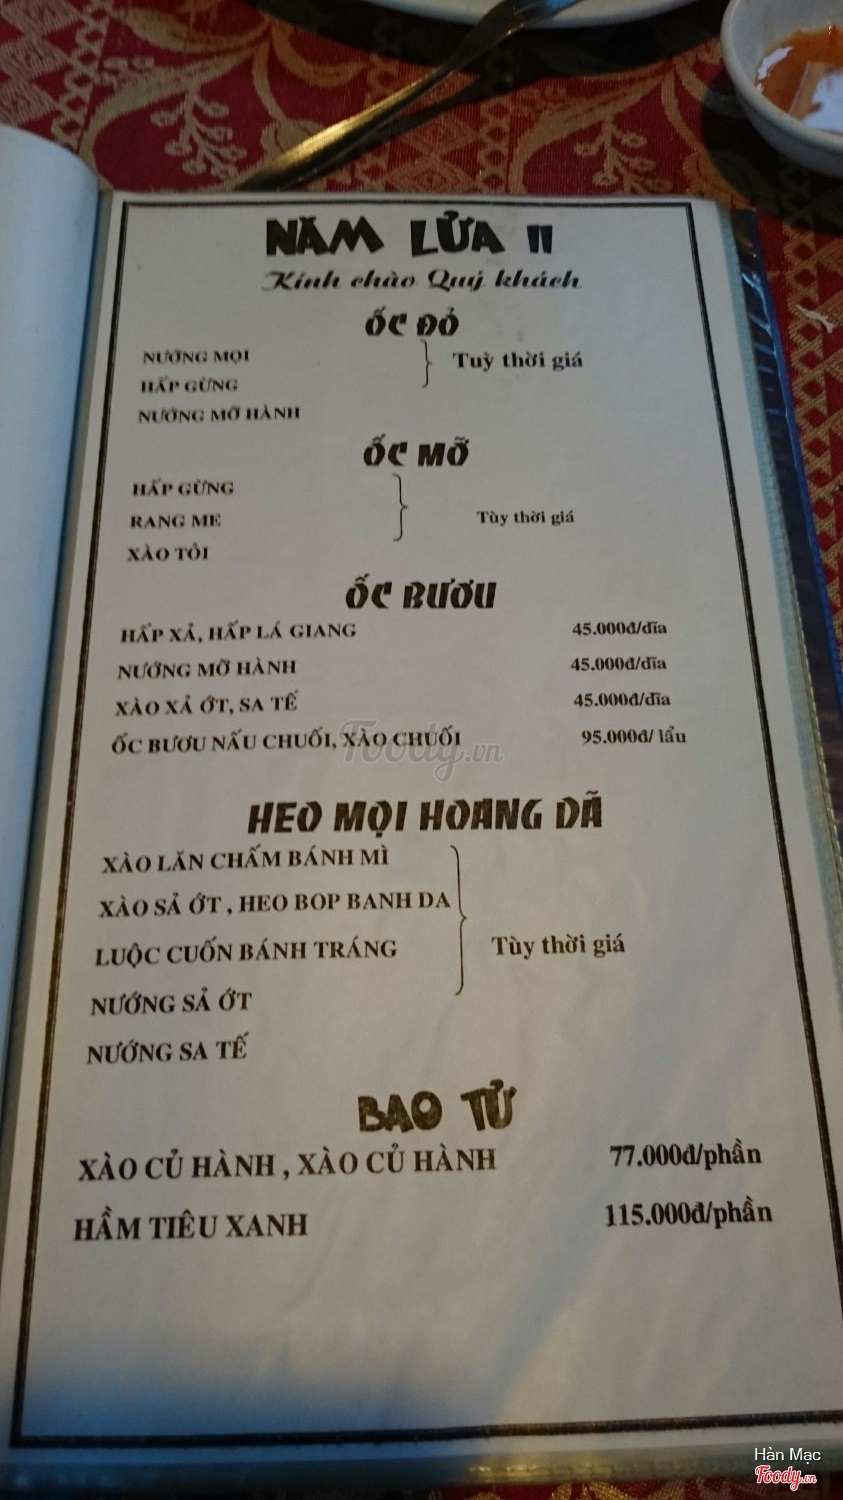 NĂM LỬA II
Kính chào Quý khách
ỐC ĐỎ
NƯỚNG MỌI
Tuỳ thời giá
HẤP GỪNG
NƯỚNG MỠ HÀNH
ỐC MỠ
HẤP GỪNG
RANG ME
Tùy thời giá
XÀO TỎI
ỐC BƯƠU
HẤP XẢ, HẤP LÁ GIANG 45.000đ/dĩa
NƯỚNG MỠ HÀNH 45.000đ/dĩa
XÀO XẢ ỚT, SA TẾ 45.000đ/dĩa
ỐC BƯƠU NẤU CHUỐI, XÀO CHUỐI 95.000đ/ lẩu
Foody.vn
HEO MỌI HOANG DÃ
XÀO LĂN CHẤM BÁNH MÌ
XÀO SẢ ỚT , HEO BOP BANH DA
LUỘC CUỐN BÁNH TRÁNG Tùy thời giá
NƯỚNG SẢ ỚT
NƯỚNG SA TẾ
BAO TỬ
XÀO CỦ HÀNH , XÀO CỦ HÀNH 77.000đ/phần
HẦM TIÊU XANH 115.000đ/phần
Hàn Mạc
Foody.vn